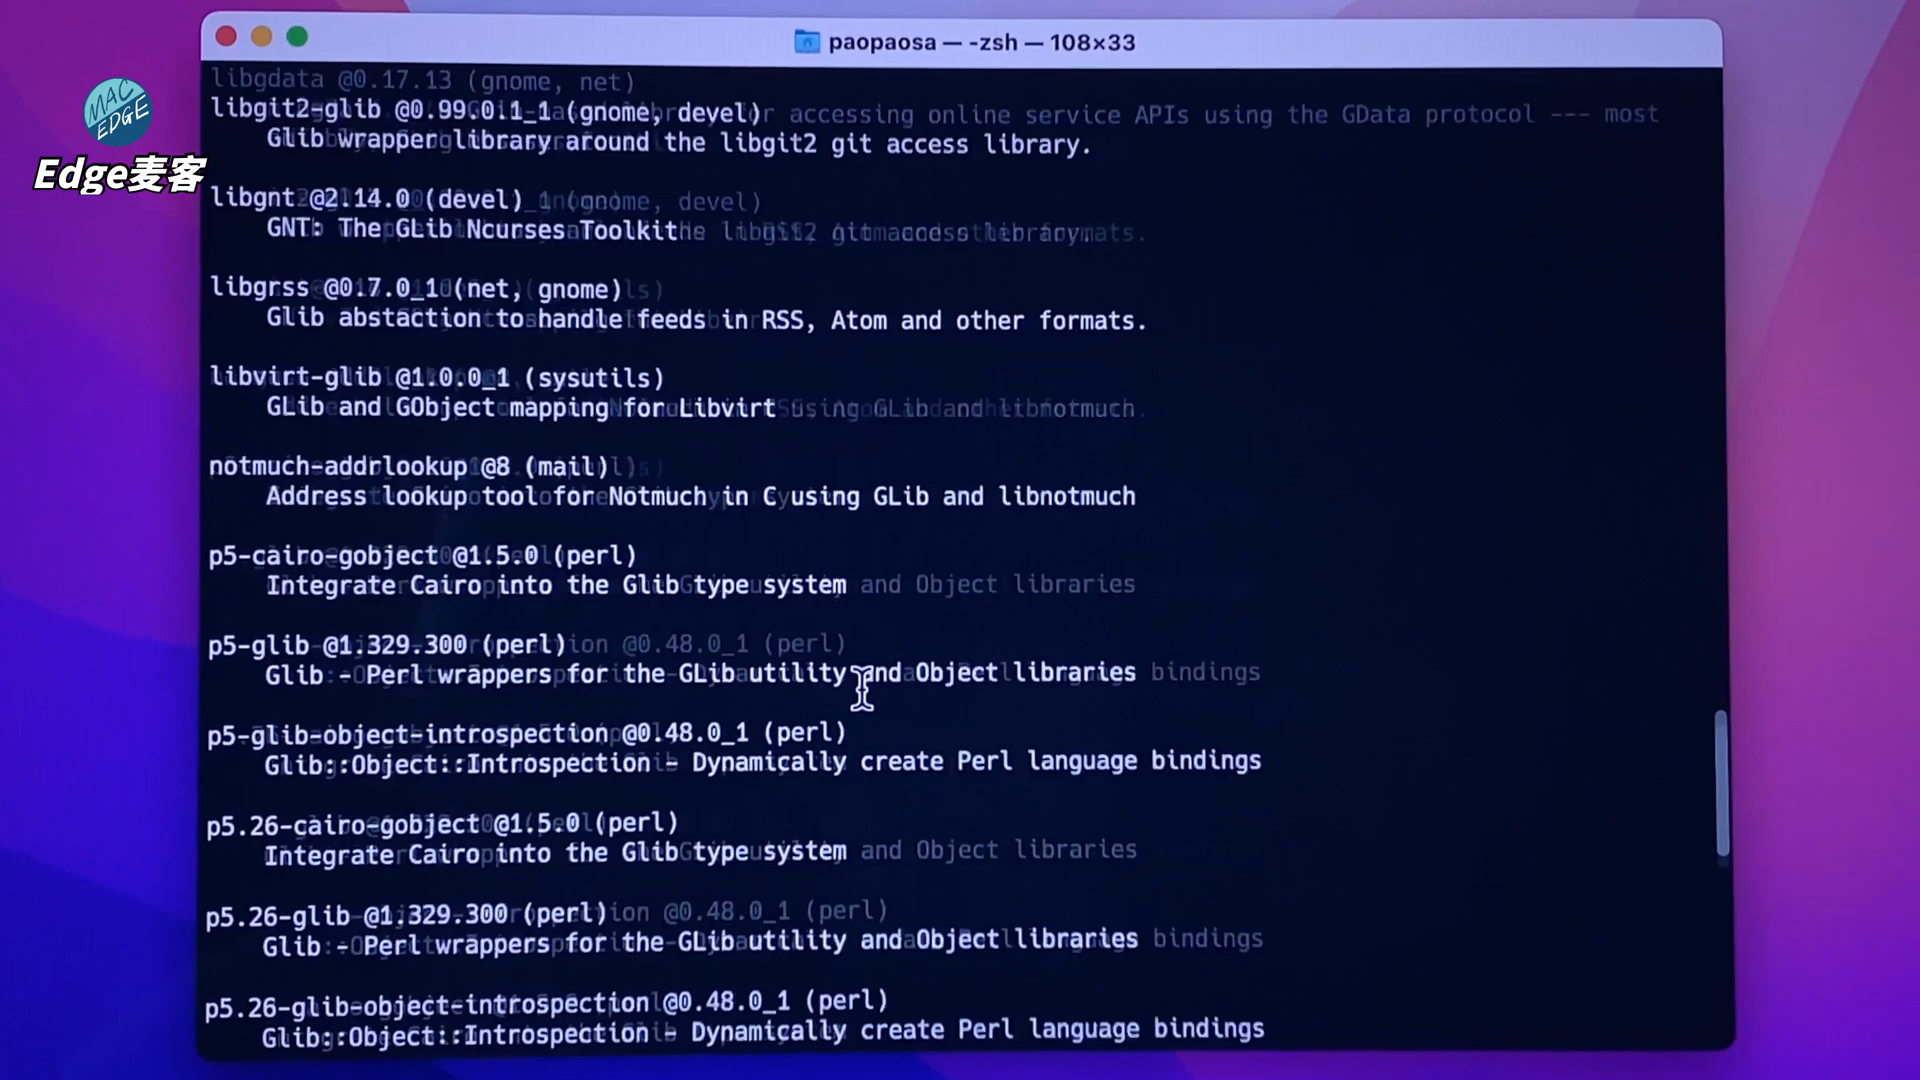 paopaosa — -zsh — 108×33
MAC
EDGE
Edge麦客
libgdata @0.17.13 (gnome, net)
libgit2-glib @0.99.0.1_1 (gnome, devel)
accessing online service APIs using the GData protocol --- most
Glib wrapper library around the libgit2 git access library.
libgnt @2.14.0 (devel)
GNT: The GLib Ncurses Toolkit
libgrss @0.7.0_1 (net, gnome)
Glib abstaction to handle feeds in RSS, Atom and other formats.
libvirt-glib @1.0.0_1 (sysutils)
GLib and GObject mapping for Libvirt
notmuch-addrlookup @8 (mail)
Address lookup tool for Notmuch in C using GLib and libnotmuch
p5-cairo-gobject @1.5.0 (perl)
Integrate Cairo into the Glib type system
p5-glib @1.329.300 (perl)
Glib - Perl wrappers for the GLib utility and Object libraries
p5-glib-object-introspection @0.48.0_1 (perl)
Glib::Object::Introspection - Dynamically create Perl language bindings
p5.26-cairo-gobject @1.5.0 (perl)
Integrate Cairo into the Glib type system
p5.26-glib @1.329.300 (perl)
Glib - Perl wrappers for the GLib utility and Object libraries
p5.26-glib-object-introspection @0.48.0_1 (perl)
Glib::Object::Introspection - Dynamically create Perl language bindings